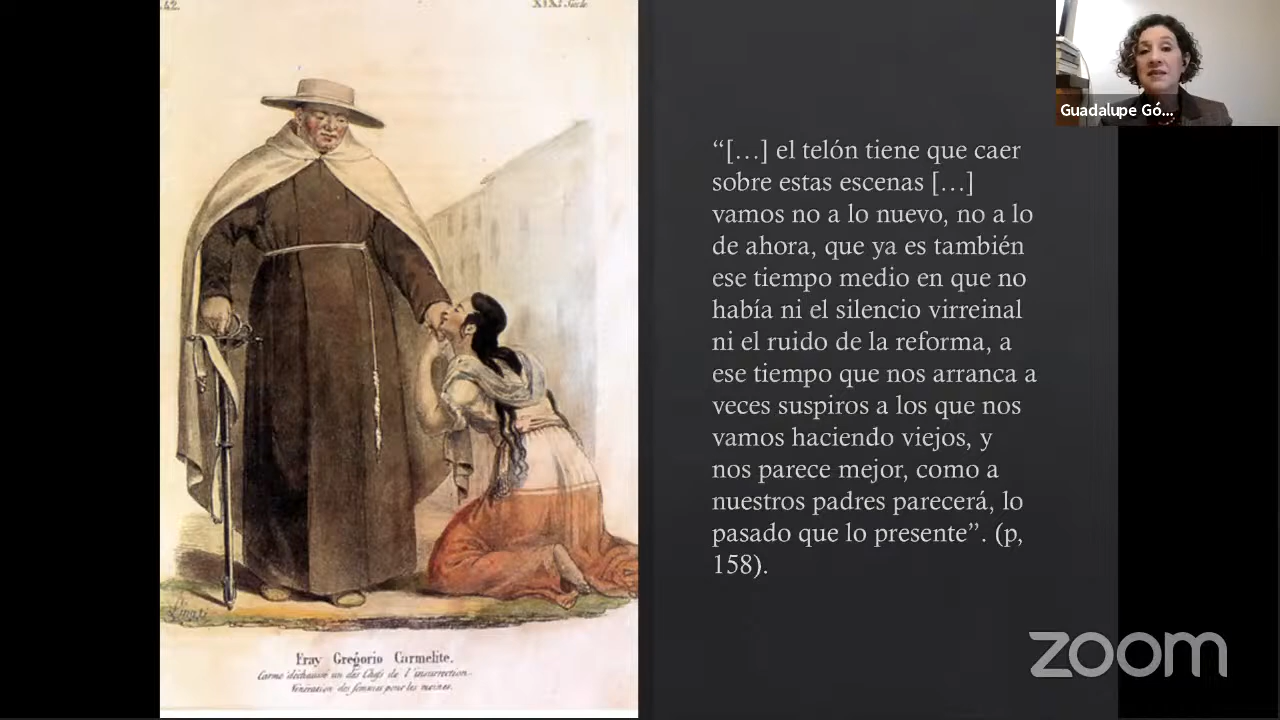 XIXe Siècle.
Guadalupe Gó...
“[…] el telón tiene que caer
sobre estas escenas […]
vamos no a lo nuevo, no a lo
de ahora, que ya es también
ese tiempo medio en que no
había ni el silencio virreinal
ni el ruido de la reforma, a
ese tiempo que nos arranca a
veces suspiros a los que nos
vamos haciendo viejos, y
nos parece mejor, como a
nuestros padres parecerá, lo
pasado que lo presente”. (p,
158).
Linati
Fray Gregorio Carmelite.
Carme déchaussé un des Chefs de l'insurrection.
Vénération des femmes pour les moines.
zoom